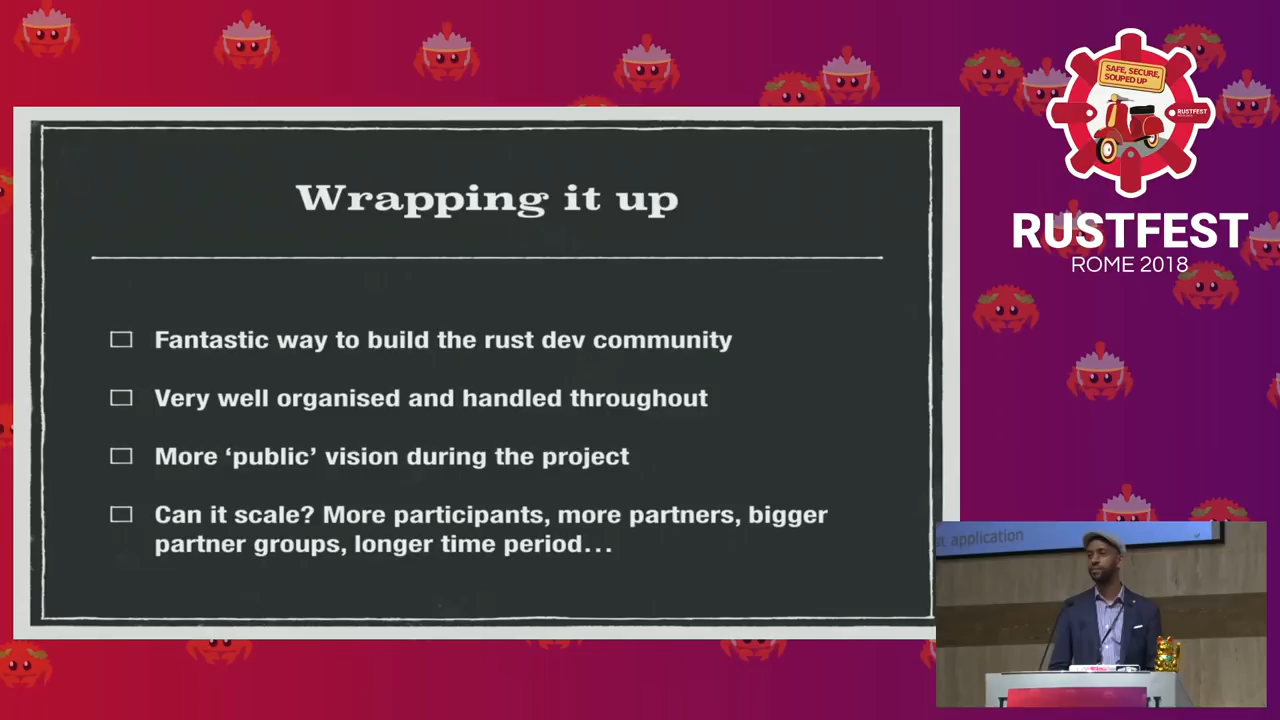 SAFE, SECURE,
SOUPED UP
RUSTFEST
RUSTFEST
ROME 2018
Wrapping it up
Fantastic way to build the rust dev community
Very well organised and handled throughout
More ‘public’ vision during the project
Can it scale? More participants, more partners, bigger
partner groups, longer time period…
application